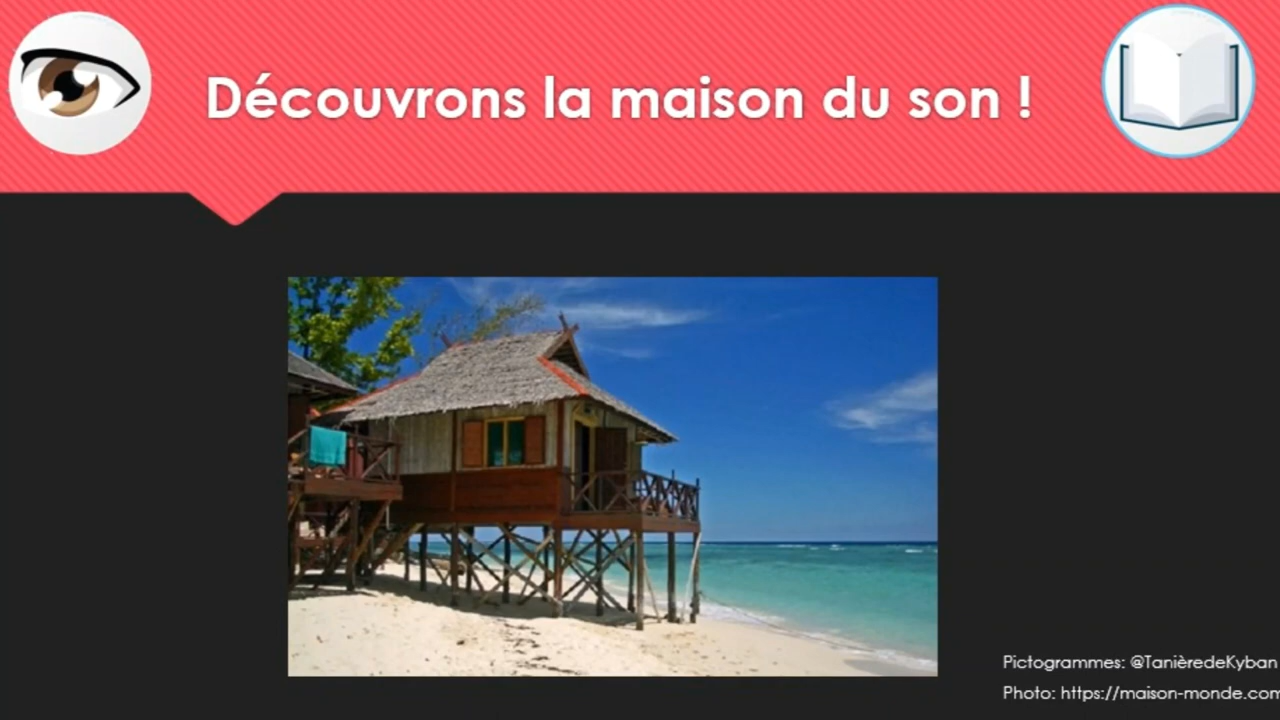 Découvrons la maison du son !
Pictogrammes: @TanièredeKyban
Photo: https://maison-monde.com